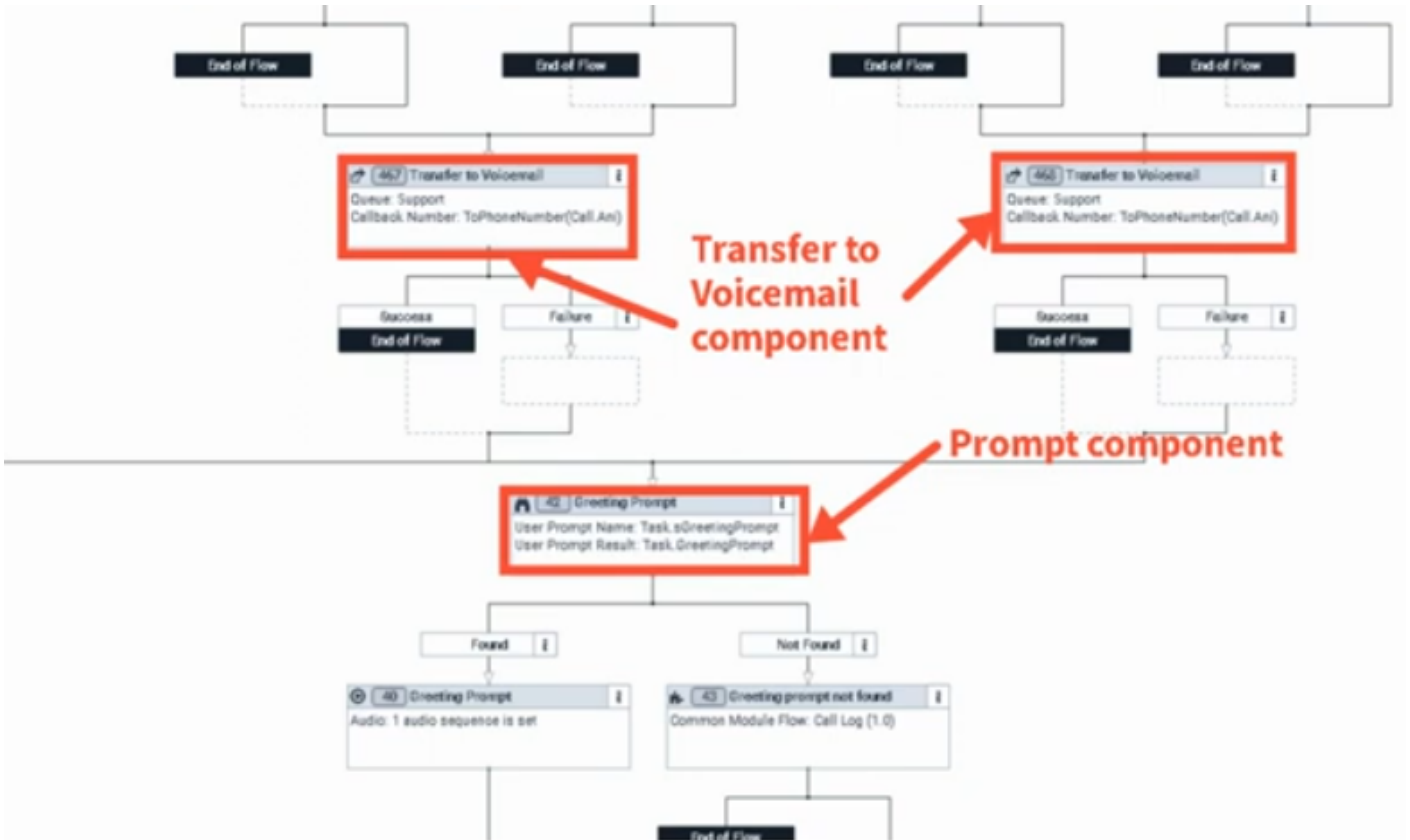 End of Flow
End of Flow
End of Flow
End of Flow
467 Transfer to Voicemail
Queue: Support
Callback Number: ToPhoneNumber(Call.Ani)
468 Transfer to Voicemail
Queue: Support
Callback Number: ToPhoneNumber(Call.Ani)
Transfer to
Voicemail
component
Success
End of Flow
Failure
Success
End of Flow
Failure
Prompt component
42 Greeting Prompt
User Prompt Name: Task.sGreetingPrompt
User Prompt Result: Task.GreetingPrompt
Found
Not Found
40 Greeting Prompt
Audio: 1 audio sequence is set
43 Greeting prompt not found
Common Module Flow: Call Log (1.0)
End of Flow